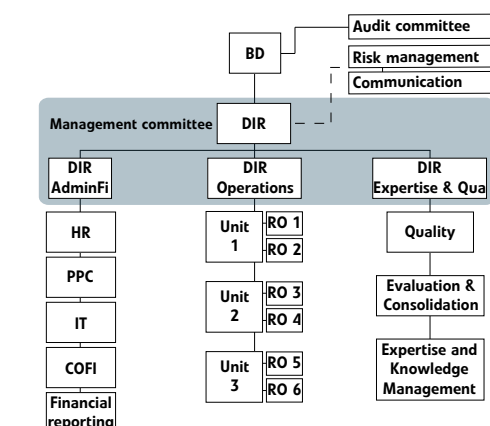 Audit committee
BD
Risk management
Communication
Management committee
DIR
DIR
AdminFi
DIR
Operations
DIR
Expertise & Qua
HR
Unit
1
RO 1
RO 2
Quality
PPC
Unit
2
RO 3
RO 4
Evaluation &
Consolidation
IT
COFI
Unit
3
RO 5
RO 6
Expertise and
Knowledge
Management
Financial
reporting